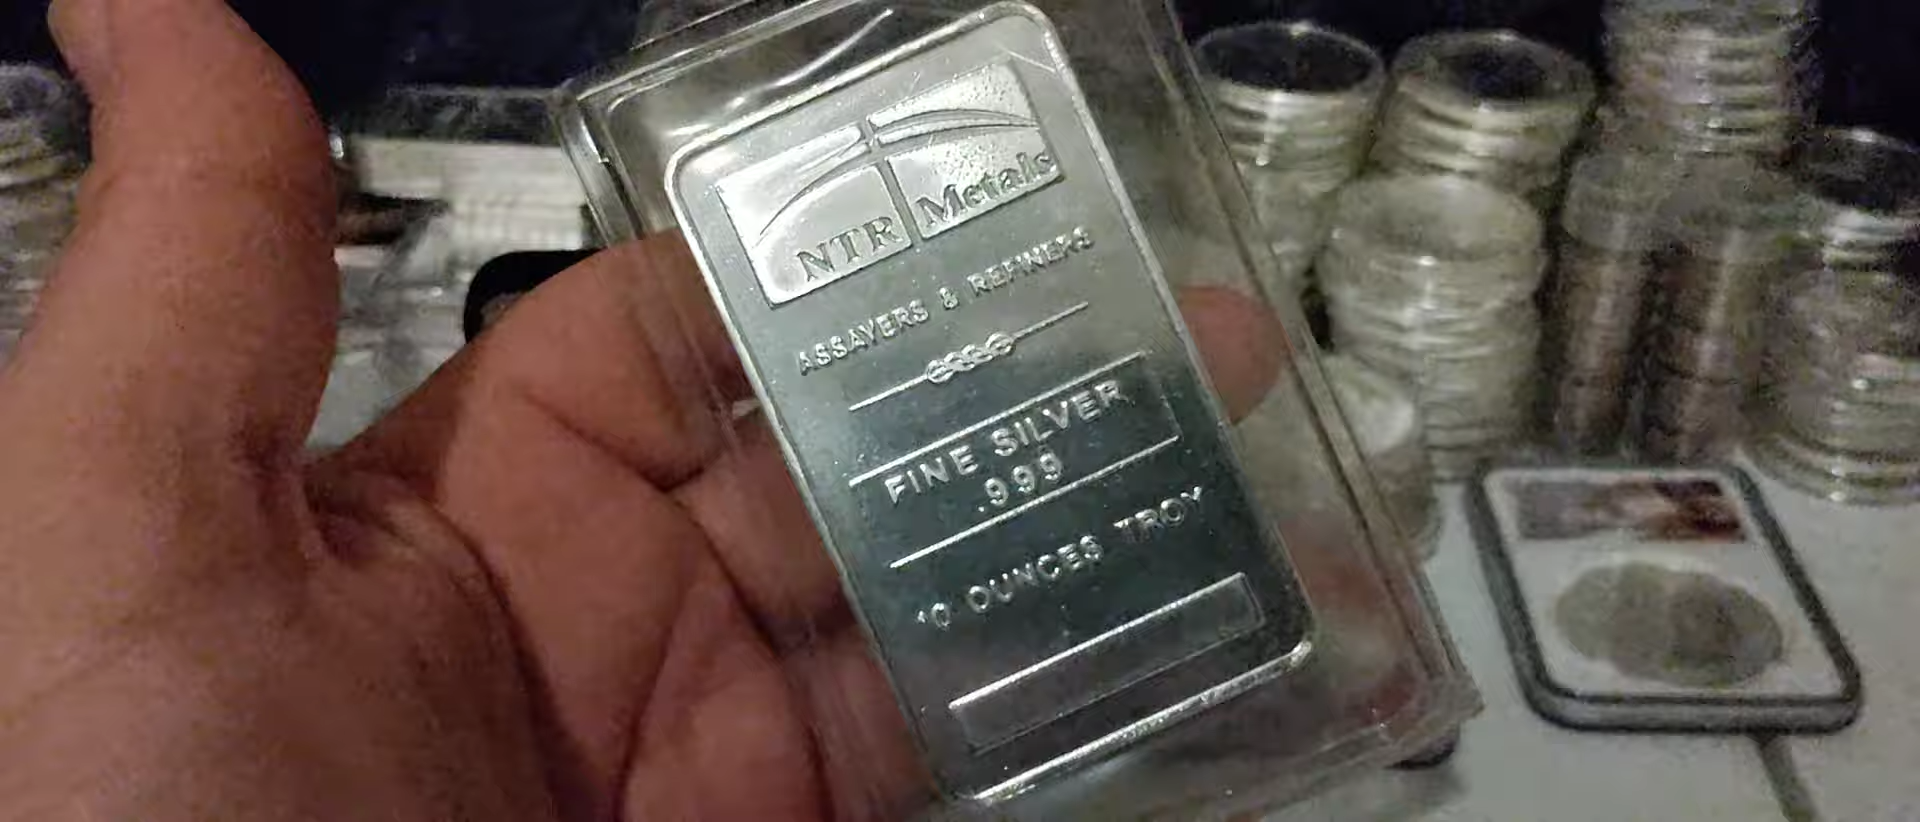 NTR Metals
ASSAYERS & REFINERS
FINE SILVER
.999
10 OUNCES TROY